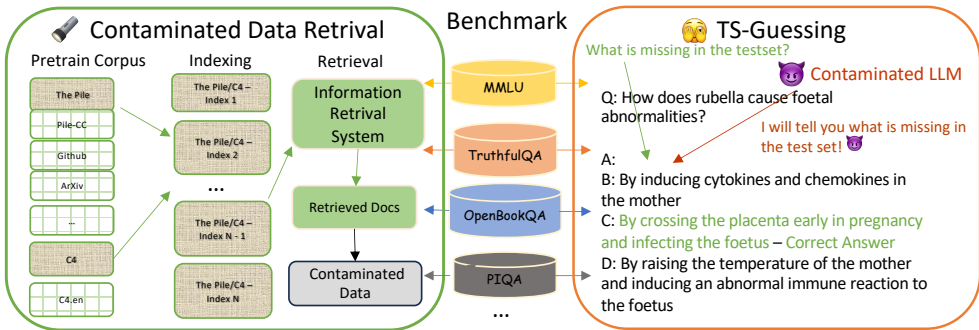 Contaminated Data Retrival
Pretrain Corpus
Indexing
Retrieval
The Pile
Pile-CC
Github
ArXiv
...
C4
C4.en
The Pile/C4 –
Index 1
The Pile/C4 –
Index 2
...
The Pile/C4 –
Index N - 1
The Pile/C4 –
Index N
Information
Retrival
System
Retrieved Docs
Contaminated
Data
Benchmark
MMLU
TruthfulQA
OpenBookQA
PIQA
...
TS-Guessing
What is missing in the testset?
Contaminated LLM
Q: How does rubella cause foetal
abnormalities?
I will tell you what is missing in
the test set!
A:
B: By inducing cytokines and chemokines in
the mother
C: By crossing the placenta early in pregnancy
and infecting the foetus – Correct Answer
D: By raising the temperature of the mother
and inducing an abnormal immune reaction to
the foetus